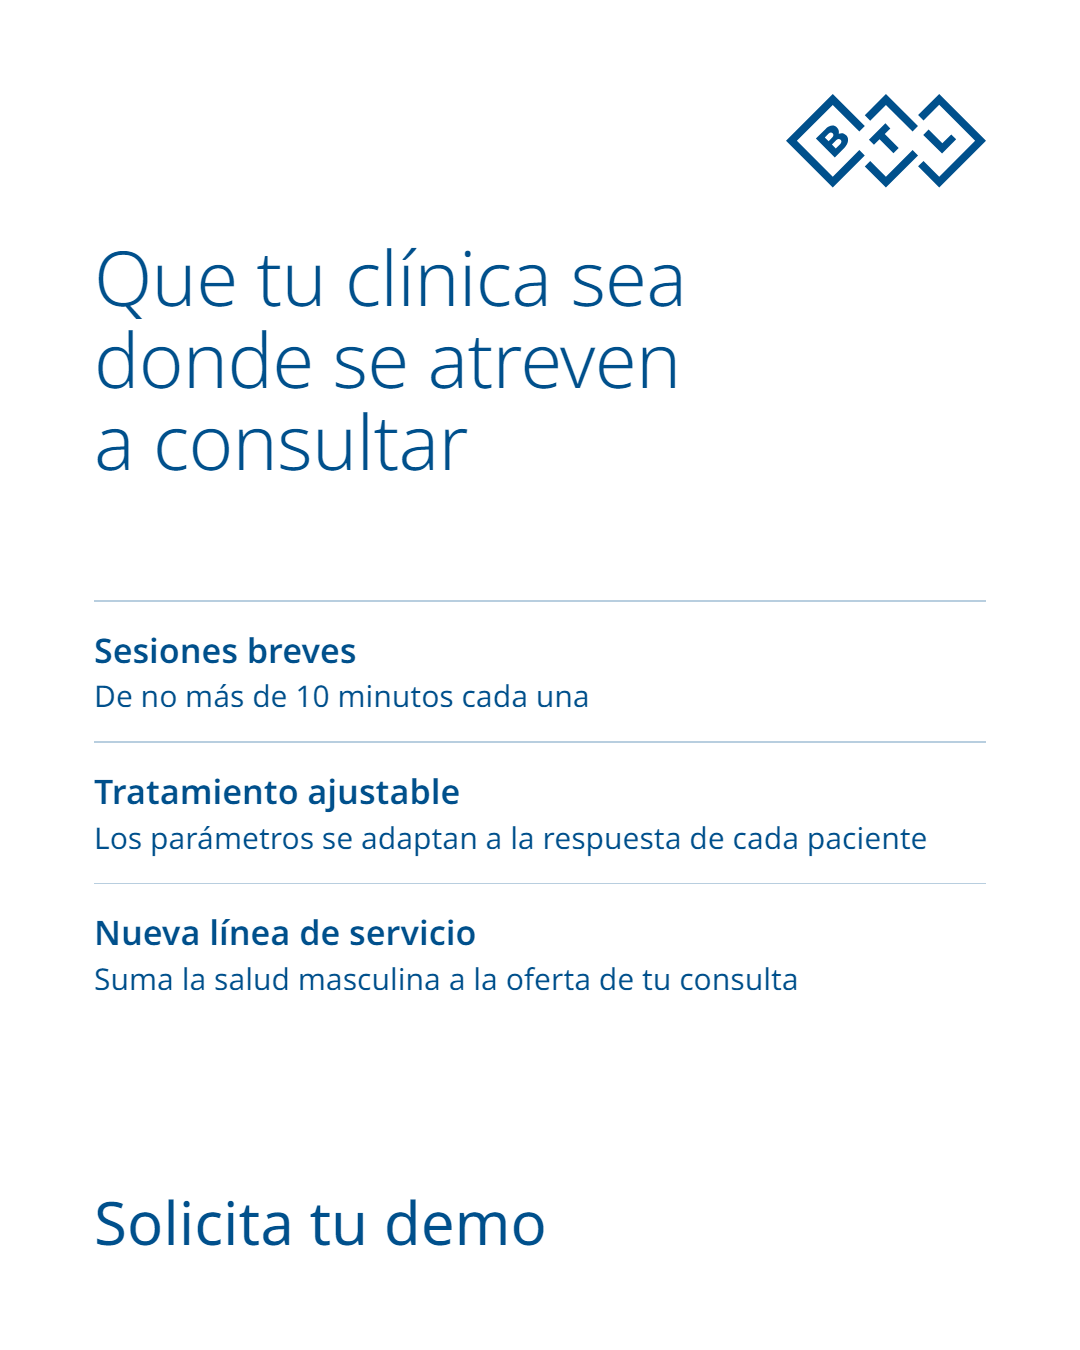 BTL
Que tu clínica sea
donde se atreven
a consultar
Sesiones breves
De no más de 10 minutos cada una
Tratamiento ajustable
Los parámetros se adaptan a la respuesta de cada paciente
Nueva línea de servicio
Suma la salud masculina a la oferta de tu consulta
Solicita tu demo